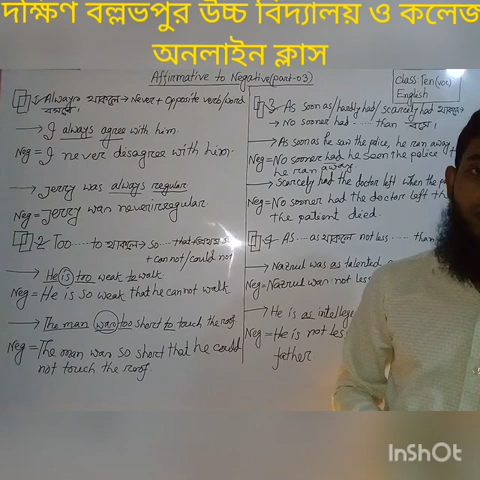 দক্ষিণ বল্লভপুর উচ্চ বিদ্যালয় ও কলেজ
অনলাইন ক্লাস
Affirmative to Negative (part-03)
class: Ten (voc)
English
1: Always থাকলে → Never + opposite verb/word
বসবে।
→ I always agree with him.
Neg = I never disagree with him.
→ Jerry was always regular.
Neg = Jerry was never irregular.
2: Too ..... to থাকলে → so ..... that +
+ can not / could not
→ He is too weak to walk
Neg = He is so weak that he can not walk
→ The man was too short to touch the roof
Neg = The man was so short that he could
not touch the roof.
3: As soon as/hardly had/scarcely had থাকলে →
→ No sooner had ..... than বসে।
→ As soon as he saw the police, he ran away
Neg = No sooner had he seen the police
he ran away.
→ Scarcely had the doctor left when the
Neg = No sooner had the doctor left
the patient died.
4: As .... as থাকলে not less ..... than
→ Nazrul was as talented
Neg = Nazrul was not less
→ He is as
Neg = He is not
father
InShOt